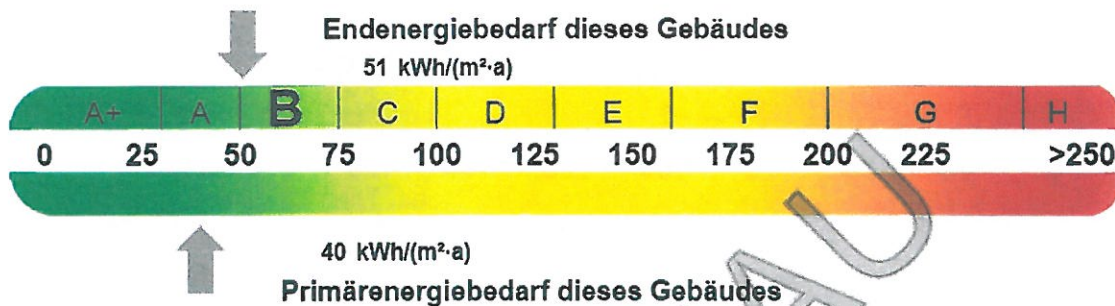 Endenergiebedarf dieses Gebäudes
51 kWh/(m²·a)
A+ A B C D E F G H
0 25 50 75 100 125 150 175 200 225 >250
40 kWh/(m²·a)
Primärenergiebedarf dieses Gebäudes
AU